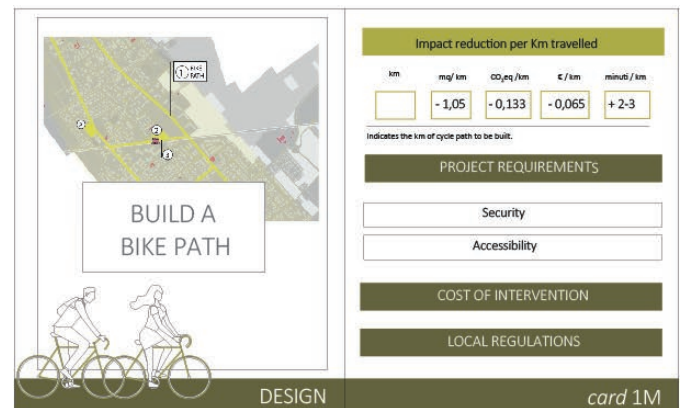 1 BIKE
PATH
2
3
BUILD A
BIKE PATH
DESIGN
Impact reduction per Km travelled
km
mq/ km
CO₂eq /km
£ / km
minuti / km
- 1,05
- 0,133
- 0,065
+ 2-3
Indicates the km of cycle path to be built.
PROJECT REQUIREMENTS
Security
Accessibility
COST OF INTERVENTION
LOCAL REGULATIONS
card 1M